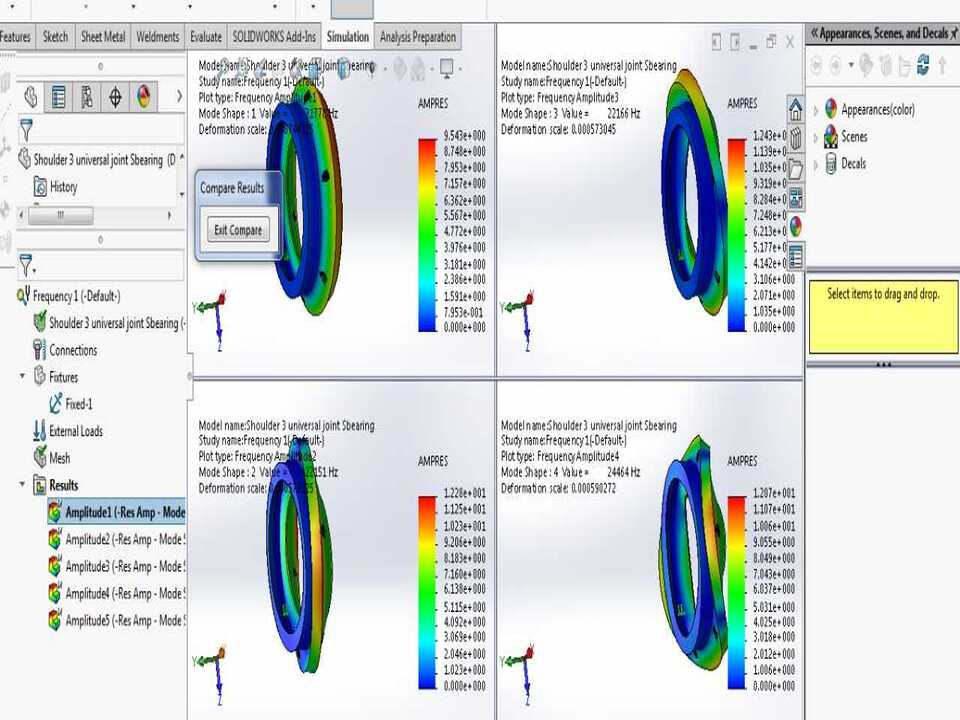 Features Sketch Sheet Metal Weldments Evaluate SOLIDWORKS Add-Ins Simulation Analysis Preparation
Shoulder 3 universal joint Sbearing (D
History
Frequency 1 (-Default-)
Shoulder 3 universal joint Sbearing (-
Connections
Fixtures
Fixed-1
External Loads
Mesh
Results
Amplitude1 (-Res Amp - Mode
Amplitude2 (-Res Amp - Mode S
Amplitude3 (-Res Amp - Mode S
Amplitude4 (-Res Amp - Mode S
Amplitude5 (-Res Amp - Mode S
Model name:Shoulder 3 universal joint Sbearing
Study name:Frequency 1(-Default-)
Plot type: Frequency Amplitude1
Mode Shape : 1 Value = Hz
Deformation scale:
Compare Results
Exit Compare
AMPRES
9.543e+000
8.748e+000
7.953e+000
7.157e+000
6.362e+000
5.567e+000
4.772e+000
3.976e+000
3.181e+000
2.386e+000
1.591e+000
7.953e-001
0.000e+000
Y
Z
Model name:Shoulder 3 universal joint Sbearing
Study name:Frequency 1(-Default-)
Plot type: Frequency Amplitude3
Mode Shape : 3 Value = 22166 Hz
Deformation scale: 0.000573045
AMPRES
1.243e+0
1.139e+0
1.035e+0
9.319e+0
8.284e+0
7.248e+0
6.213e+0
5.177e+0
4.142e+0
3.106e+000
2.071e+000
1.035e+000
0.000e+000
Y
Z
Model name:Shoulder 3 universal joint Sbearing
Study name:Frequency 1(-Default-)
Plot type: Frequency Amplitude2
Mode Shape : 2 Value = 22151 Hz
Deformation scale:
AMPRES
1.228e+001
1.125e+001
1.023e+001
9.206e+000
8.183e+000
7.160e+000
6.138e+000
5.115e+000
4.092e+000
3.069e+000
2.046e+000
1.023e+000
0.000e+000
Y
Z
Model name:Shoulder 3 universal joint Sbearing
Study name:Frequency 1(-Default-)
Plot type: Frequency Amplitude4
Mode Shape : 4 Value = 24464 Hz
Deformation scale: 0.000590272
AMPRES
1.207e+001
1.107e+001
1.006e+001
9.055e+000
8.049e+000
7.043e+000
6.037e+000
5.031e+000
4.025e+000
3.018e+000
2.012e+000
1.006e+000
0.000e+000
Y
Z
Appearances, Scenes, and Decals
Appearances(color)
Scenes
Decals
Select items to drag and drop.